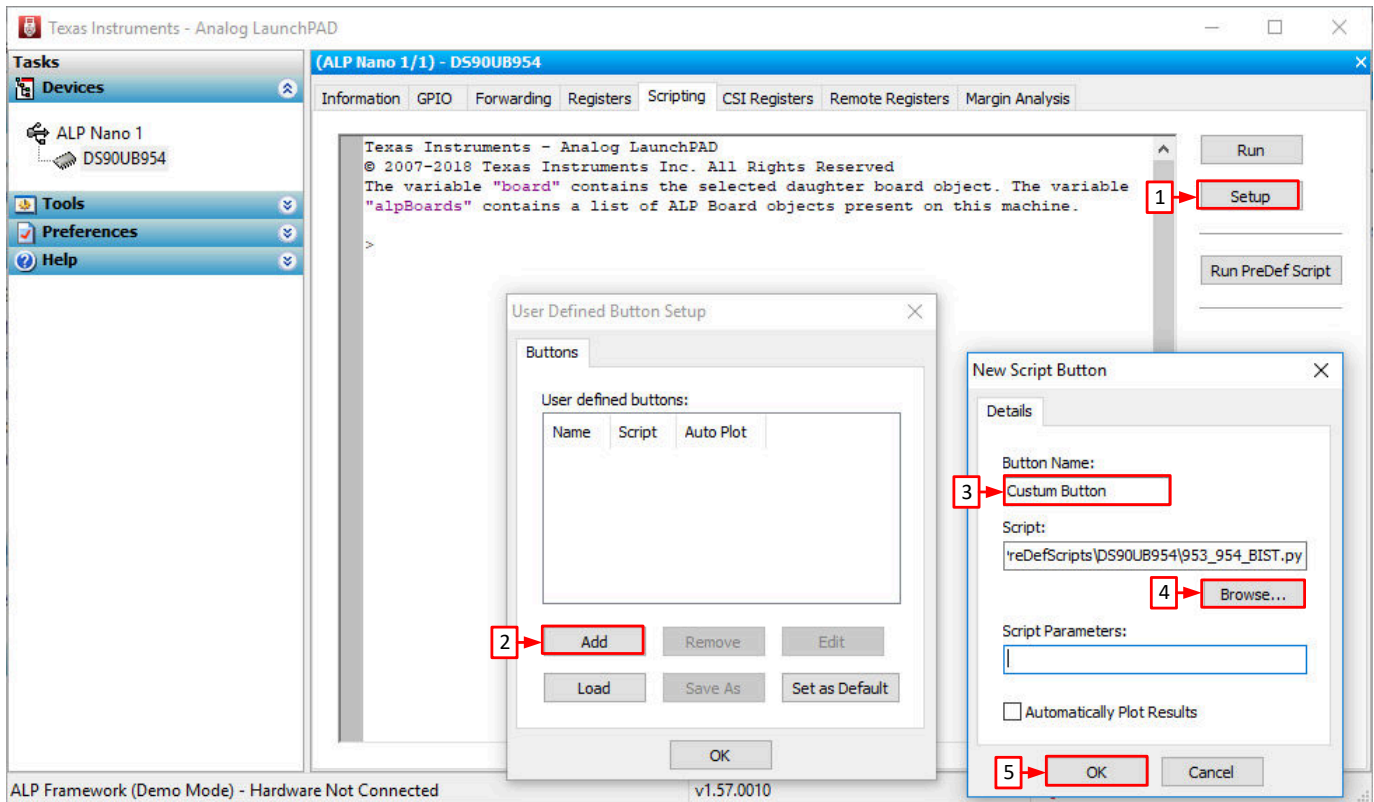 Texas Instruments - Analog LaunchPAD
Tasks
(ALP Nano 1/1) - DS90UB954
Devices
Information GPIO Forwarding Registers Scripting CSI Registers Remote Registers Margin Analysis
ALP Nano 1
DS90UB954
Tools
Preferences
Help
Texas Instruments - Analog LaunchPAD
© 2007-2018 Texas Instruments Inc. All Rights Reserved
The variable "board" contains the selected daughter board object. The variable
"alpBoards" contains a list of ALP Board objects present on this machine.
>
Run
1
Setup
Run PreDef Script
User Defined Button Setup
Buttons
User defined buttons:
Name Script Auto Plot
2
Add Remove Edit
Load Save As Set as Default
OK
New Script Button
Details
Button Name:
3
Custum Button
Script:
'reDefScripts\DS90UB954\953_954_BIST.py
4
Browse...
Script Parameters:
Automatically Plot Results
5
OK Cancel
ALP Framework (Demo Mode) - Hardware Not Connected
v1.57.0010